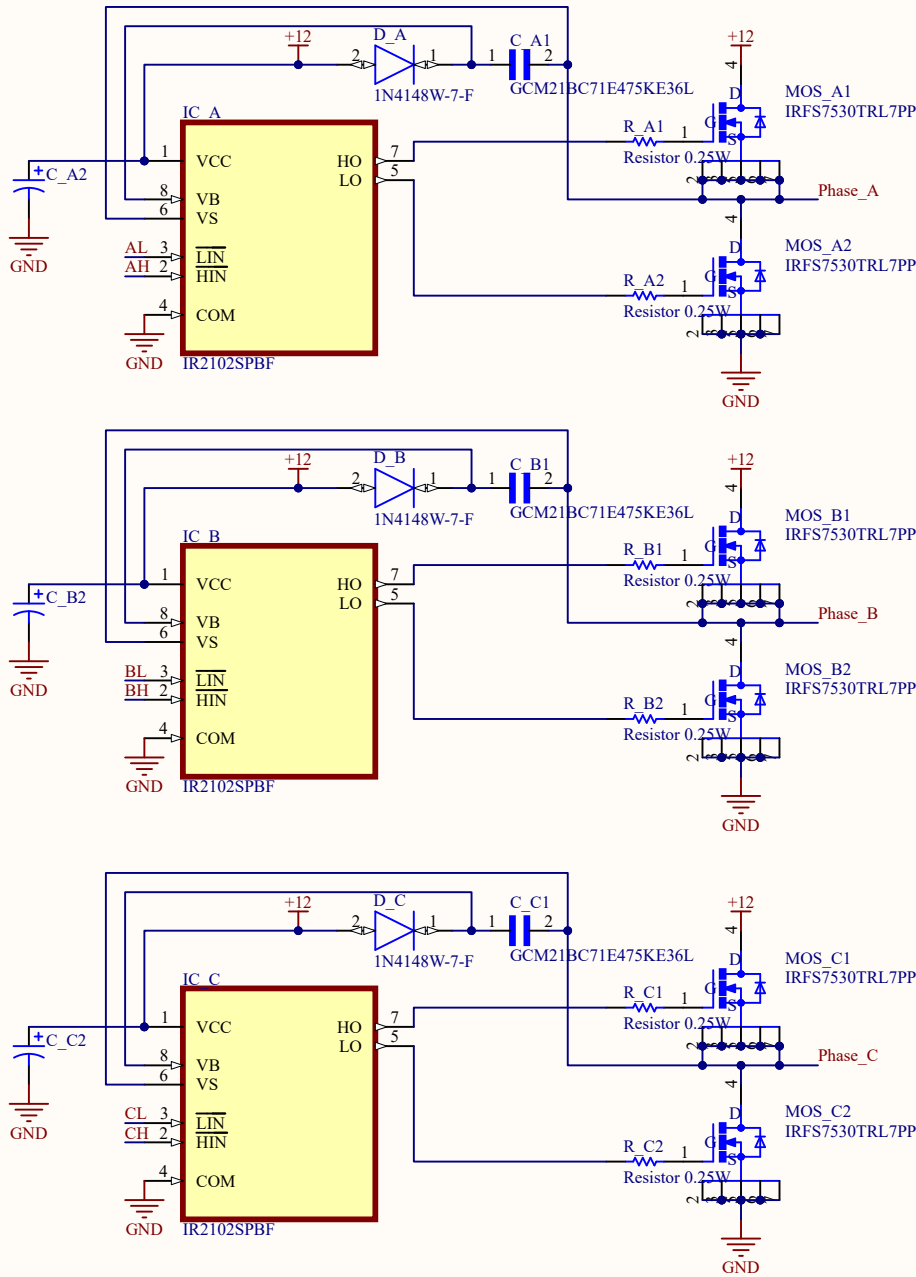 D_A
+12
2
1
1N4148W-7-F
C_A1
1
2
GCM21BC71E475KE36L
+12
4
D
G
S
MOS_A1
IRFS7530TRL7PP
IC_A
C_A2
+
GND
1
VCC
8
VB
6
VS
AL
3
LIN
AH
2
HIN
4
COM
GND
HO
7
LO
5
IR2102SPBF
R_A1
1
Resistor 0.25W
2
Phase_A
4
D
G
S
MOS_A2
IRFS7530TRL7PP
R_A2
1
Resistor 0.25W
2
GND
D_B
+12
2
1
1N4148W-7-F
C_B1
1
2
GCM21BC71E475KE36L
+12
4
D
G
S
MOS_B1
IRFS7530TRL7PP
IC_B
C_B2
+
GND
1
VCC
8
VB
6
VS
BL
3
LIN
BH
2
HIN
4
COM
GND
HO
7
LO
5
IR2102SPBF
R_B1
1
Resistor 0.25W
2
Phase_B
4
D
G
S
MOS_B2
IRFS7530TRL7PP
R_B2
1
Resistor 0.25W
2
GND
D_C
+12
2
1
1N4148W-7-F
C_C1
1
2
GCM21BC71E475KE36L
+12
4
D
G
S
MOS_C1
IRFS7530TRL7PP
IC_C
C_C2
+
GND
1
VCC
8
VB
6
VS
CL
3
LIN
CH
2
HIN
4
COM
GND
HO
7
LO
5
IR2102SPBF
R_C1
1
Resistor 0.25W
2
Phase_C
4
D
G
S
MOS_C2
IRFS7530TRL7PP
R_C2
1
Resistor 0.25W
2
GND